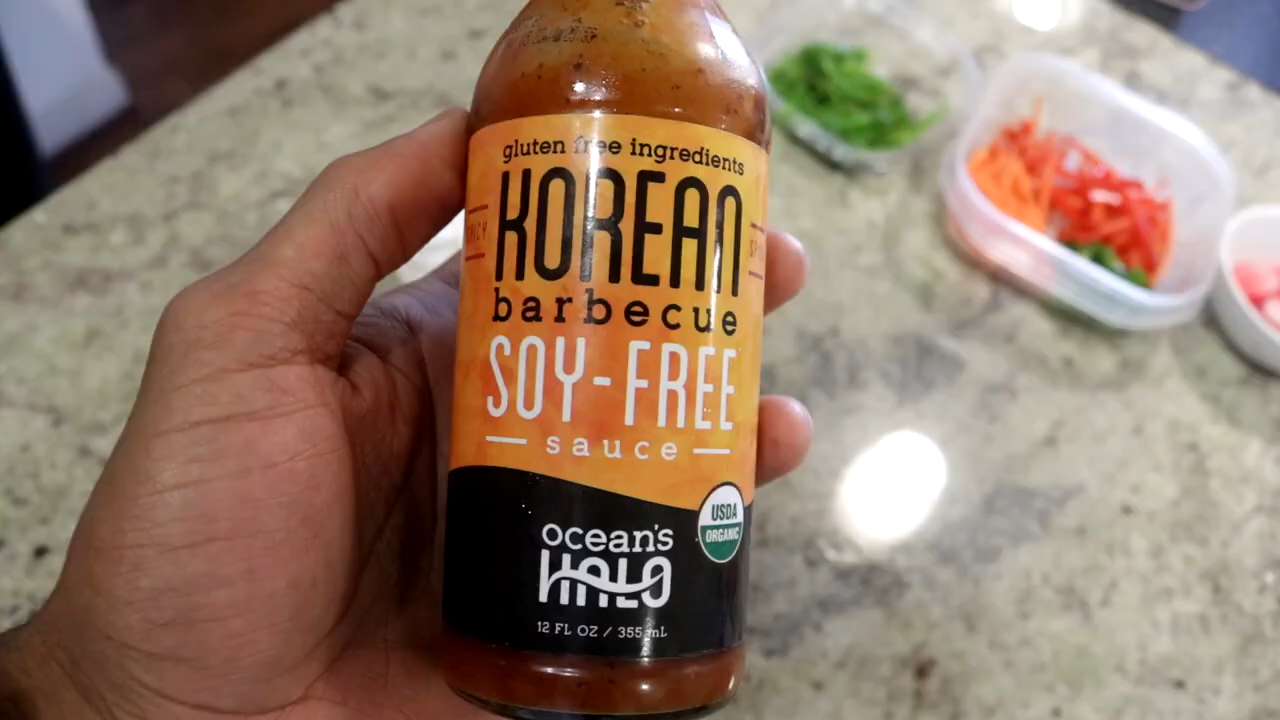 gluten free ingredients
KOREAN
barbecue
SOY-FREE
sauce
USDA
ORGANIC
ocean's
HALO
12 FL OZ / 355 mL